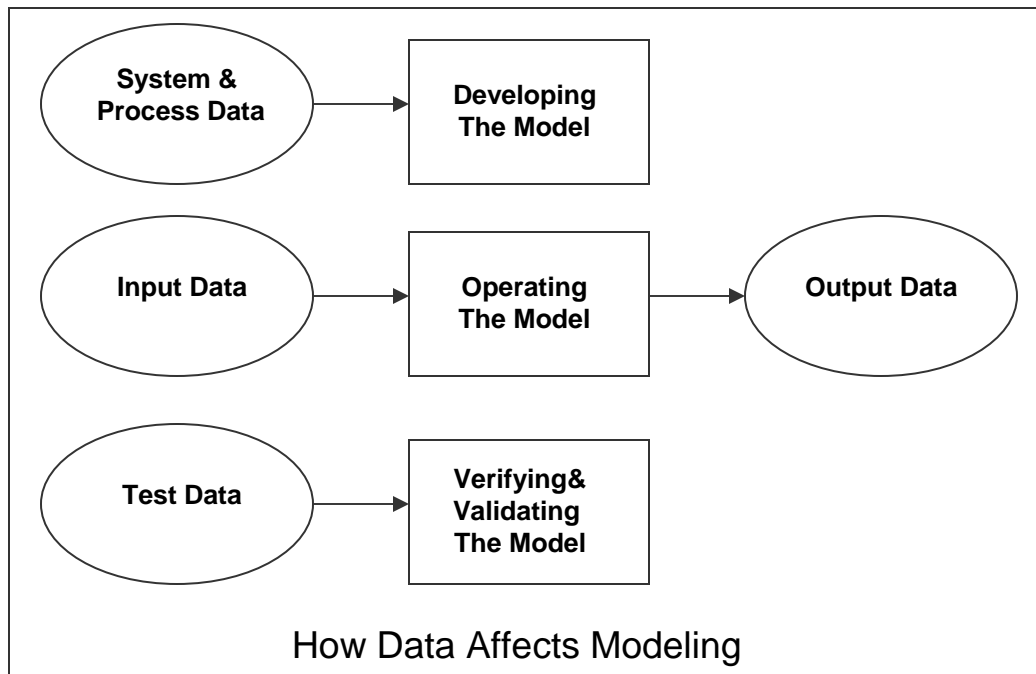 System &
Process Data
Developing
The Model
Input Data
Operating
The Model
Output Data
Test Data
Verifying&
Validating
The Model
How Data Affects Modeling